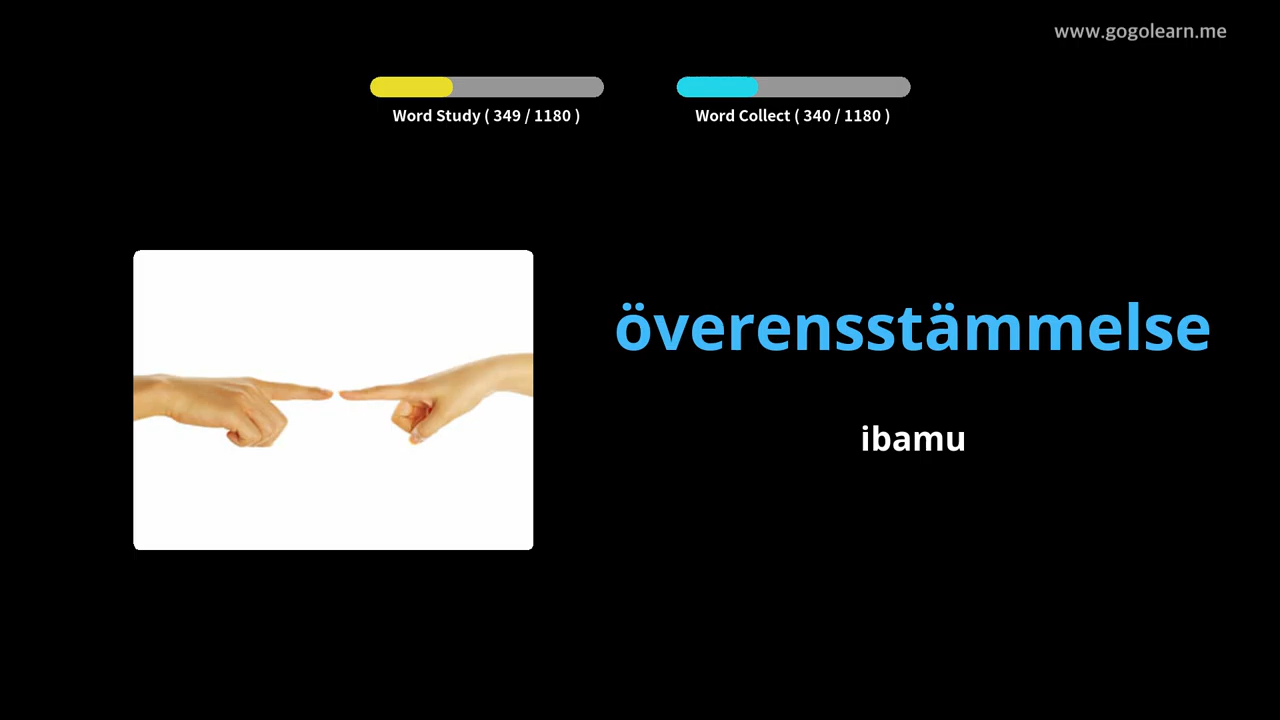 www.gogolearn.me
Word Study ( 349 / 1180 )
Word Collect ( 340 / 1180 )
överensstämmelse
ibamu